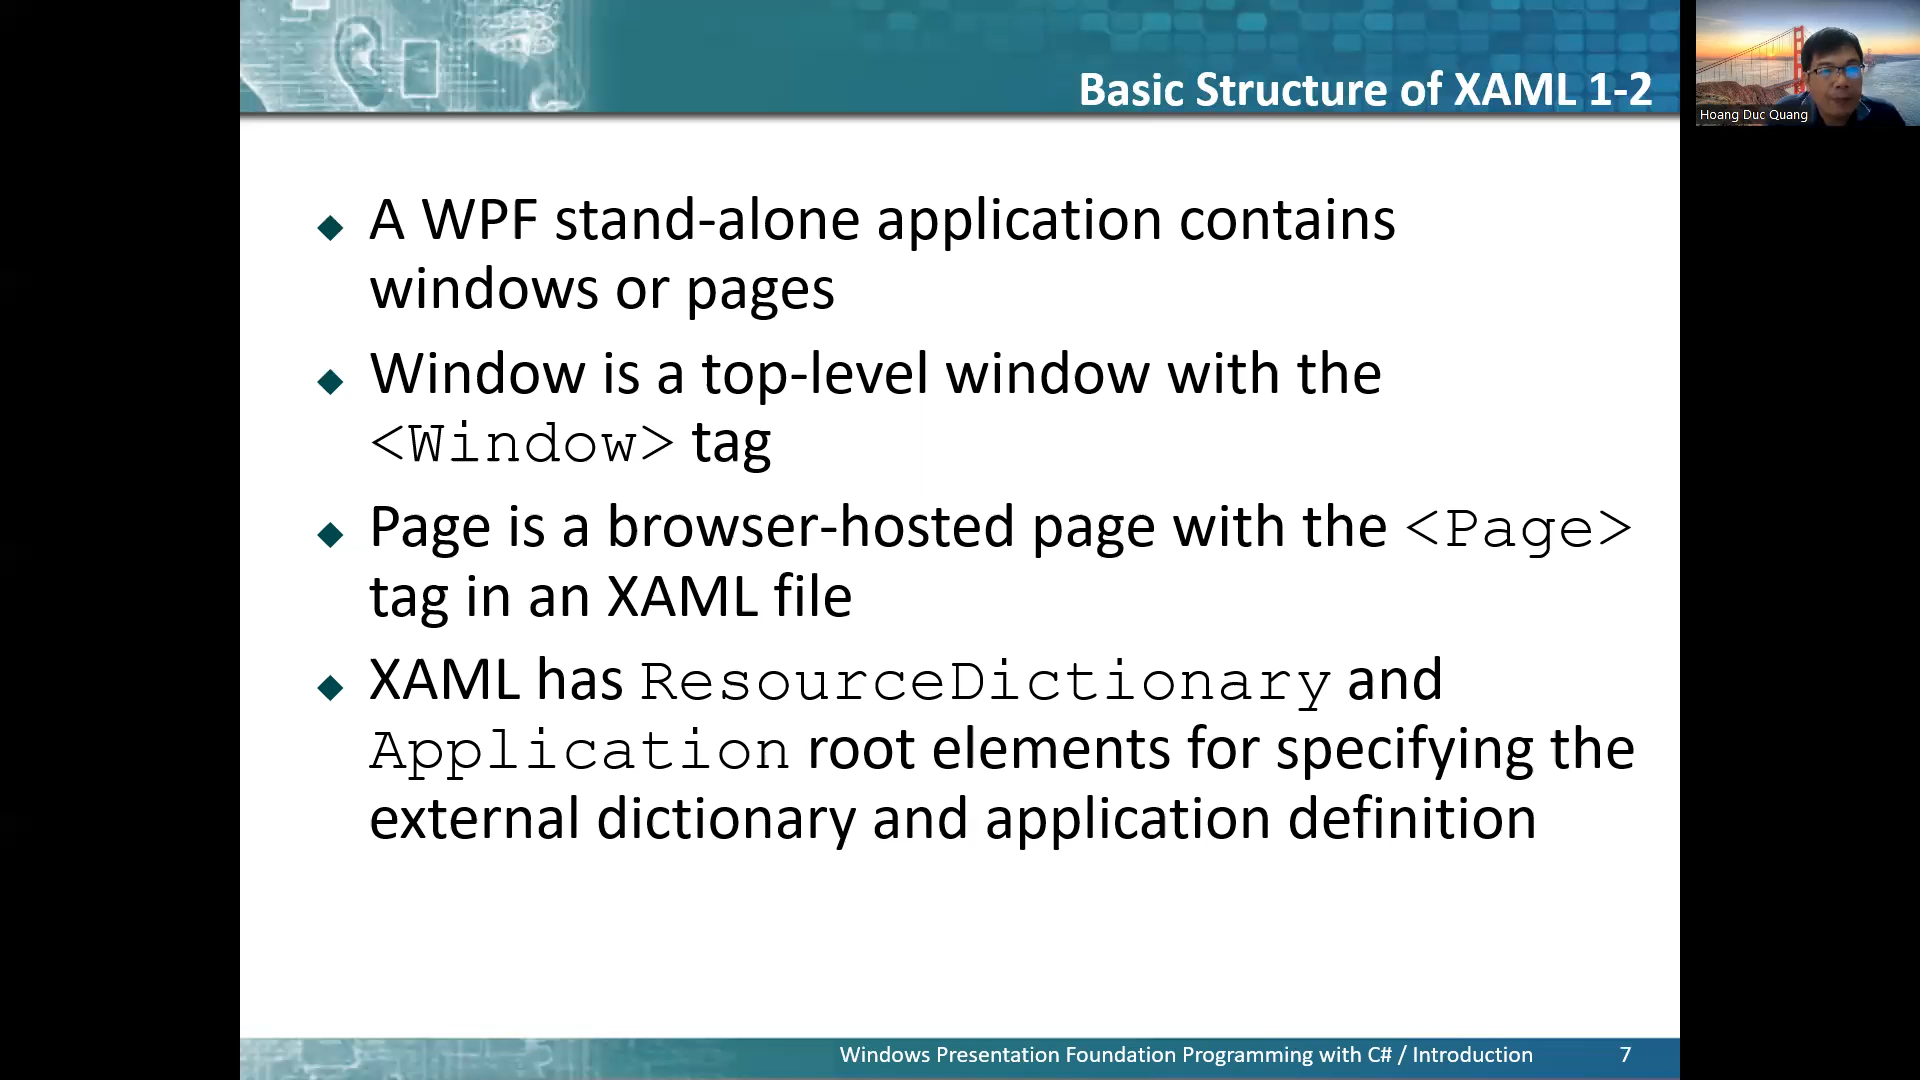 Basic Structure of XAML 1-2
Hoang Duc Quang
A WPF stand-alone application contains
windows or pages
Window is a top-level window with the
<Window> tag
Page is a browser-hosted page with the <Page>
tag in an XAML file
XAML has ResourceDictionary and
Application root elements for specifying the
external dictionary and application definition
Windows Presentation Foundation Programming with C# / Introduction
7